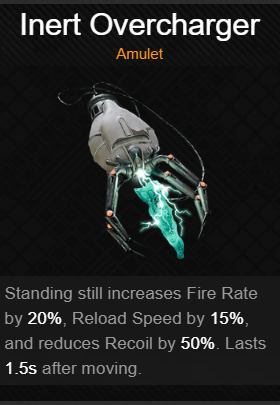 Inert Overcharger
Amulet
Standing still increases Fire Rate
by 20%, Reload Speed by 15%,
and reduces Recoil by 50%. Lasts
1.5s after moving.